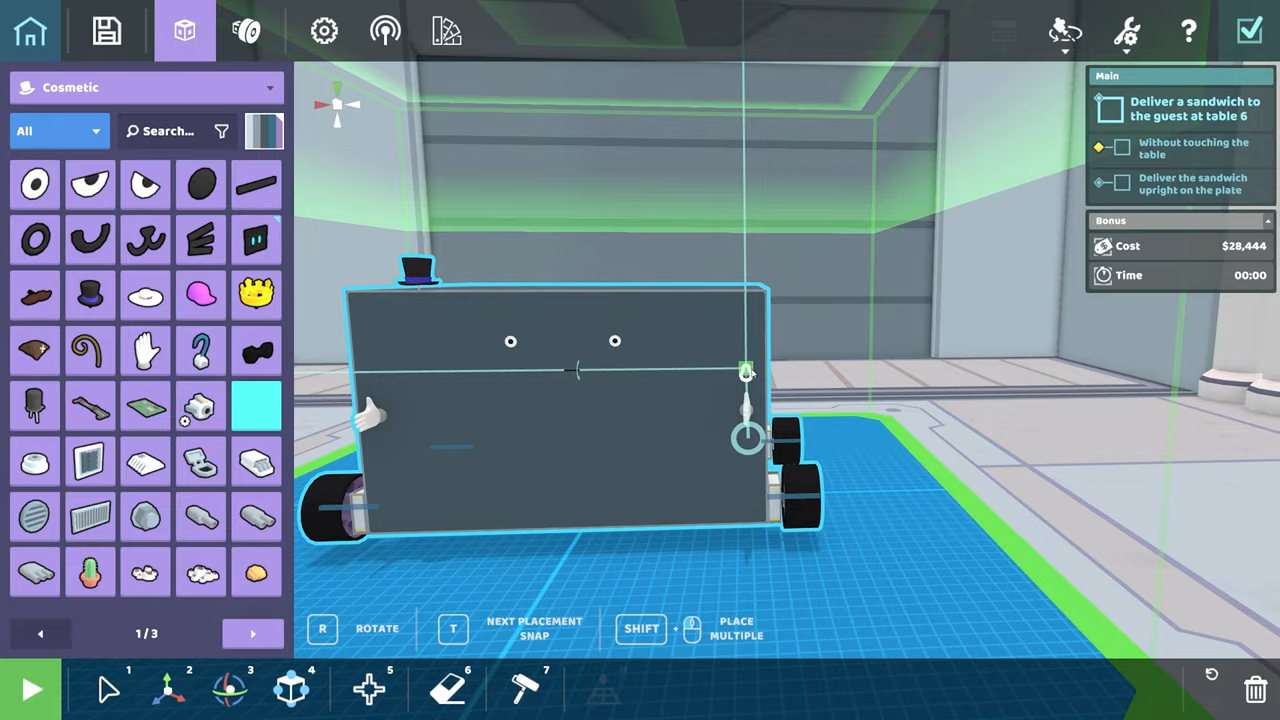 Cosmetic
All
Search...
1/3
Main
Deliver a sandwich to
the guest at table 6
Without touching the
table
Deliver the sandwich
upright on the plate
Bonus
Cost $28,444
Time 00:00
R ROTATE
T NEXT PLACEMENT
SNAP
SHIFT + PLACE
MULTIPLE
1 2 3 4 5 6 7
?